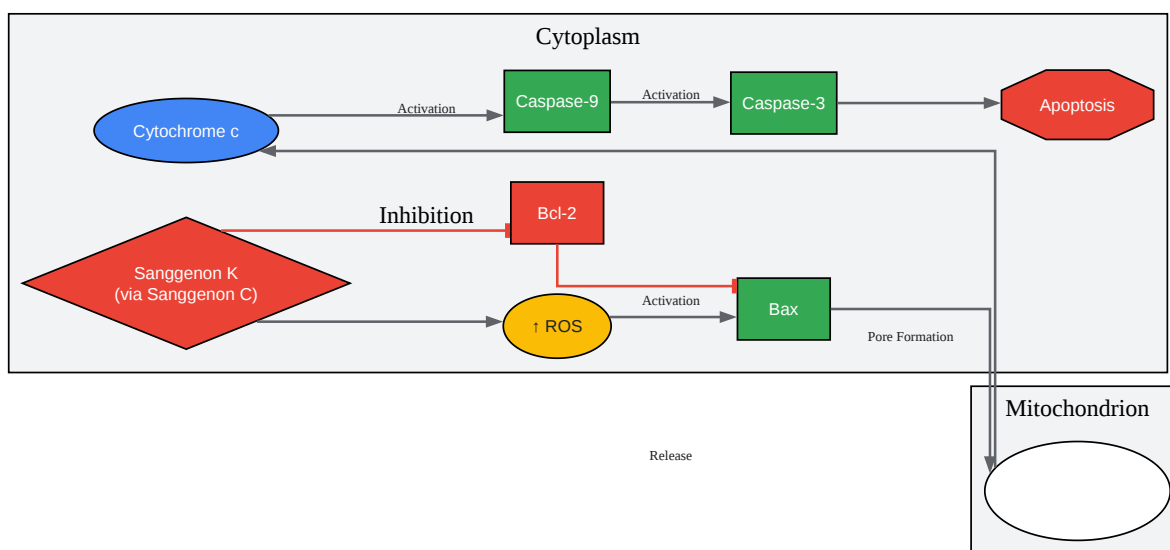 Cytoplasm
Caspase-9
Caspase-3
Apoptosis
Activation
Activation
Cytochrome c
Inhibition
Bcl-2
Sanggenon K
(via Sanggenon C)
↑ ROS
Activation
Bax
Pore Formation
Mitochondrion
Release